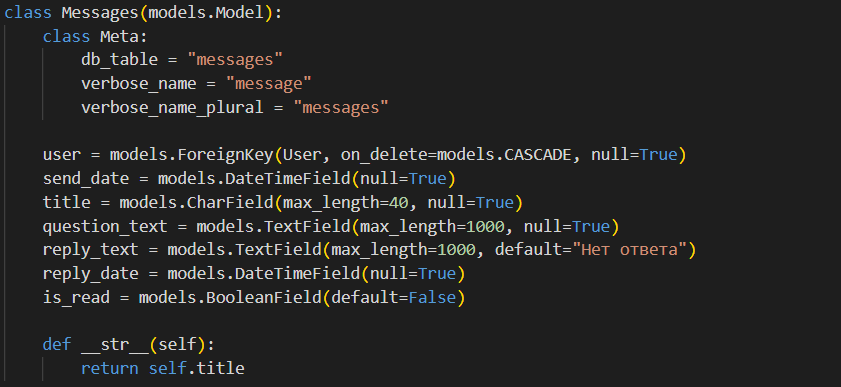 class Messages(models.Model):
    class Meta:
        db_table = "messages"
        verbose_name = "message"
        verbose_name_plural = "messages"

    user = models.ForeignKey(User, on_delete=models.CASCADE, null=True)
    send_date = models.DateTimeField(null=True)
    title = models.CharField(max_length=40, null=True)
    question_text = models.TextField(max_length=1000, null=True)
    reply_text = models.TextField(max_length=1000, default="Нет ответа")
    reply_date = models.DateTimeField(null=True)
    is_read = models.BooleanField(default=False)

    def __str__(self):
        return self.title